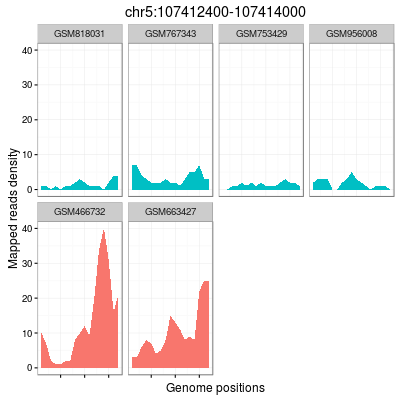 chr5:107412400-107414000
GSM818031 GSM767343 GSM753429 GSM956008
40
30
20
10
0
GSM466732 GSM663427
40
30
20
10
0
Mapped reads density
Genome positions